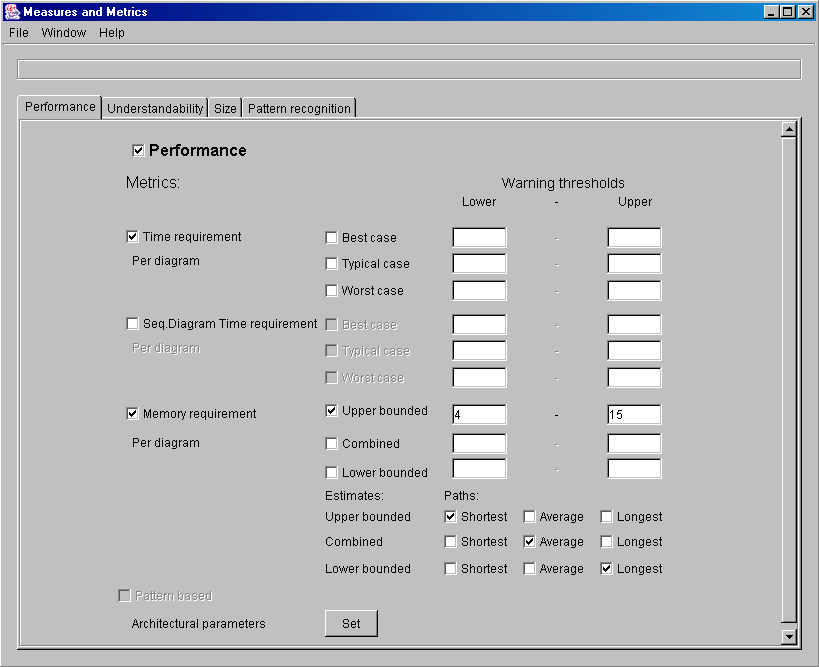 Measures and Metrics
File Window Help
Performance Understandability Size Pattern recognition
Performance
Metrics: Warning thresholds
Lower - Upper
Time requirement Best case -
Per diagram Typical case -
Worst case -
Seq.Diagram Time requirement Best case -
Per diagram Typical case -
Worst case -
Memory requirement Upper bounded 4 - 15
Per diagram Combined -
Lower bounded -
Estimates: Paths:
Upper bounded Shortest Average Longest
Combined Shortest Average Longest
Lower bounded Shortest Average Longest
Pattern based
Architectural parameters Set